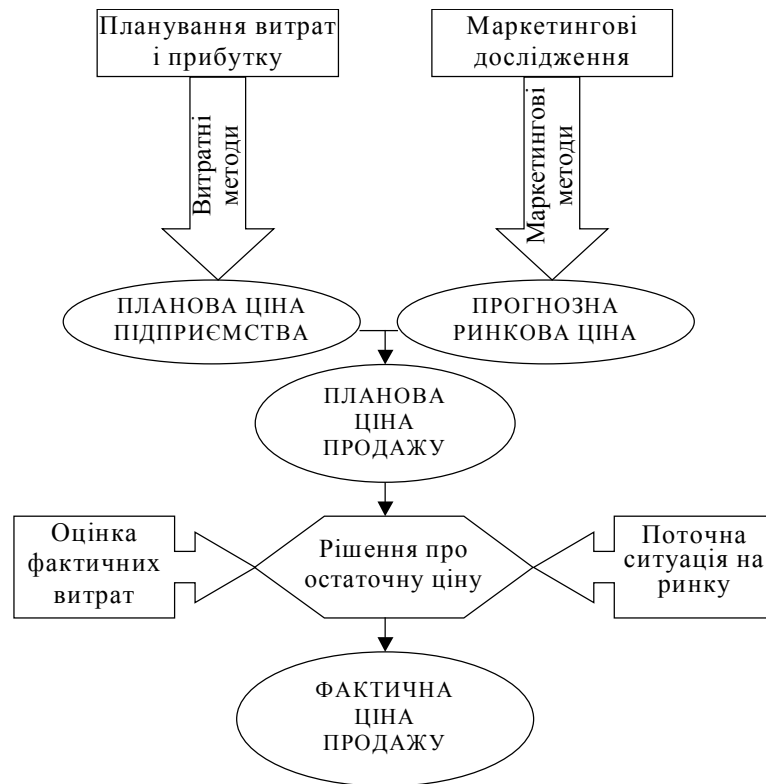 Планування витрат
і прибутку
Маркетингові
дослідження
Витратні
методи
Маркетингові
методи
ПЛАНОВА ЦІНА
ПІДПРИЄМСТВА
ПРОГНОЗНА
РИНКОВА ЦІНА
ПЛАНОВА
ЦІНА
ПРОДАЖУ
Оцінка
фактичних
витрат
Рішення про
остаточну ціну
Поточна
ситуація на
ринку
ФАКТИЧНА
ЦІНА
ПРОДАЖУ